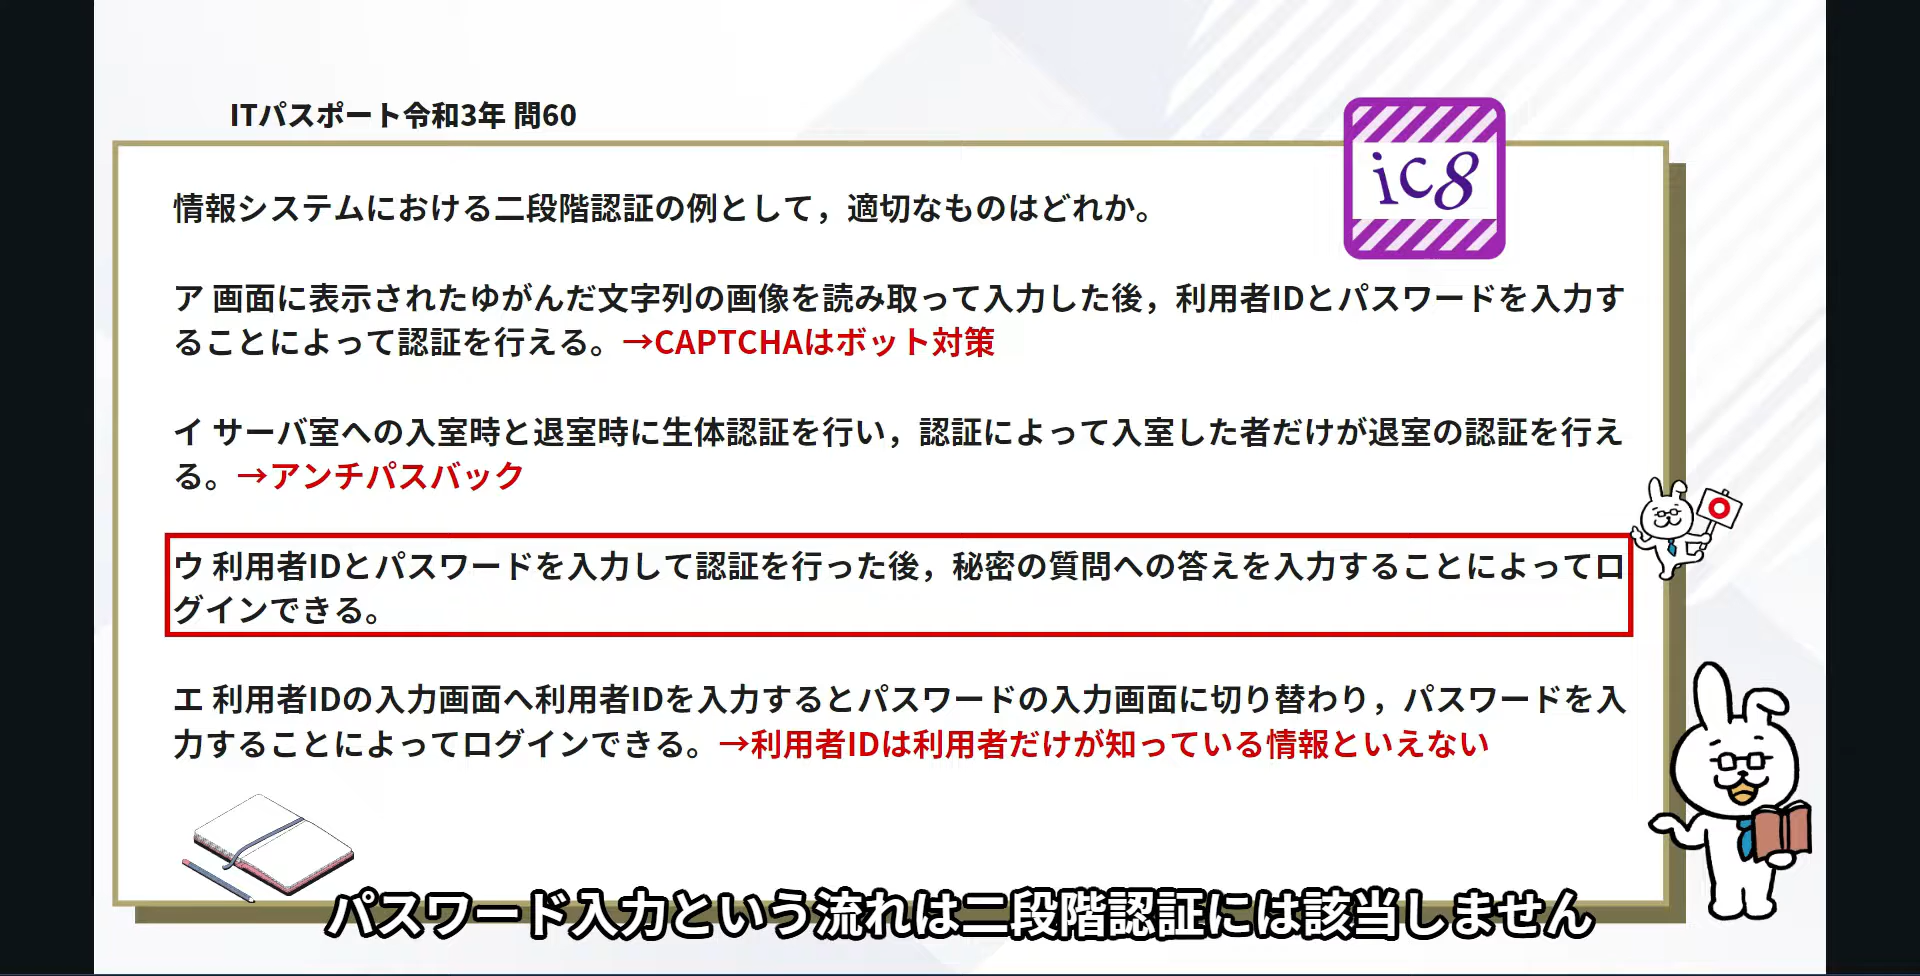 ITパスポート令和3年 問60
ic8
情報システムにおける二段階認証の例として，適切なものはどれか。
ア 画面に表示されたゆがんだ文字列の画像を読み取って入力した後，利用者IDとパスワードを入力す
ることによって認証を行える。→CAPTCHAはボット対策
イ サーバ室への入室時と退室時に生体認証を行い，認証によって入室した者だけが退室の認証を行え
る。→アンチパスバック
ウ 利用者IDとパスワードを入力して認証を行った後，秘密の質問への答えを入力することによってロ
グインできる。
エ 利用者IDの入力画面へ利用者IDを入力するとパスワードの入力画面に切り替わり，パスワードを入
力することによってログインできる。→利用者IDは利用者だけが知っている情報といえない
パスワード入力という流れは二段階認証には該当しません